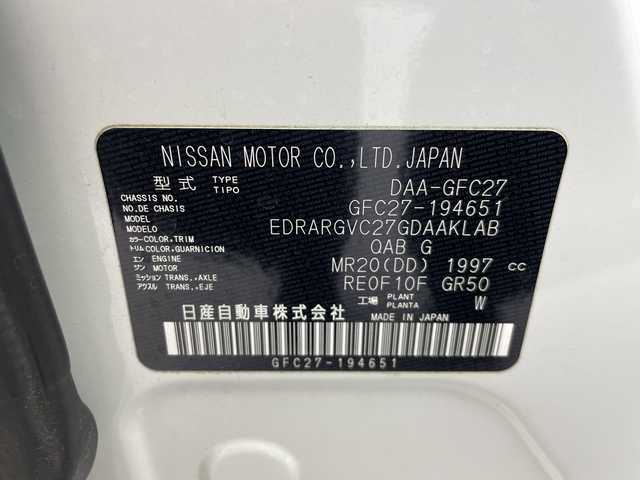 NISSAN MOTOR CO.,LTD.JAPAN
型式 TYPE TIPO DAA-GFC27
CHASSIS NO.
NO.DE CHASIS GFC27-194651
MODEL
MODELO EDRARGVC27GDAAKLAB
カラー COLOR,TRIM
トリム COLOR,GUARNICION QAB G
エン ENGINE
ジン MOTOR MR20(DD) 1997 cc
ミッション TRANS.,AXLE
アクスル TRANS.,EJE RE0F10F GR50
工場 PLANT PLANTA W
日産自動車株式会社 MADE IN JAPAN
GFC27-194651